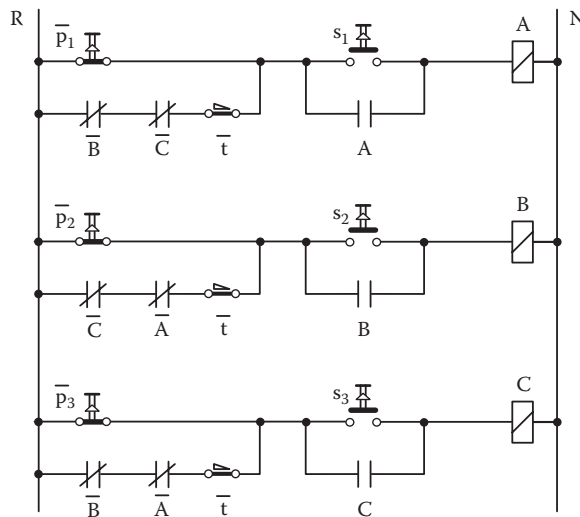 R N
A
p̅₁ s₁
B̅ C̅ t̅ A
B
p̅₂ s₂
C̅ A̅ t̅ B
C
p̅₃ s₃
B̅ A̅ t̅ C